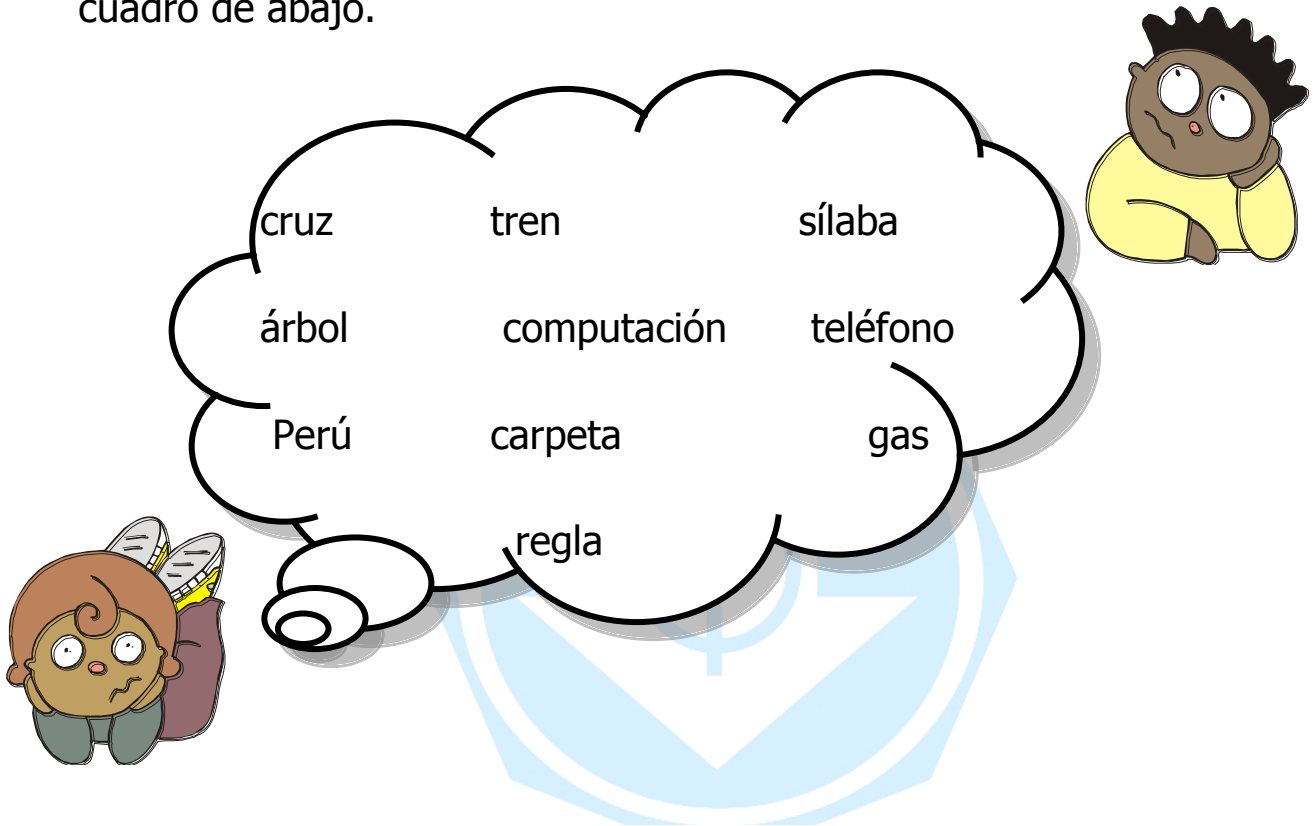 cuadro de abajo.
cruz tren sílaba
árbol computación teléfono
Perú carpeta gas
regla